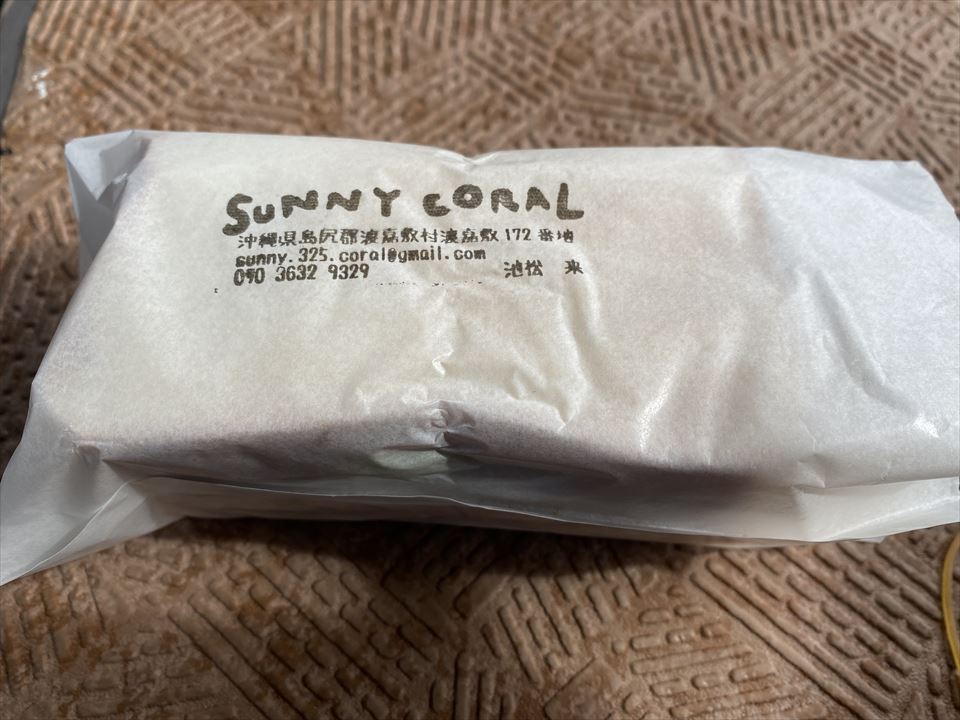 SUNNY CORAL
沖縄県島尻郡渡嘉敷村渡嘉敷172番地
sunny.325.coral@gmail.com
090 3632 9329 池松 来